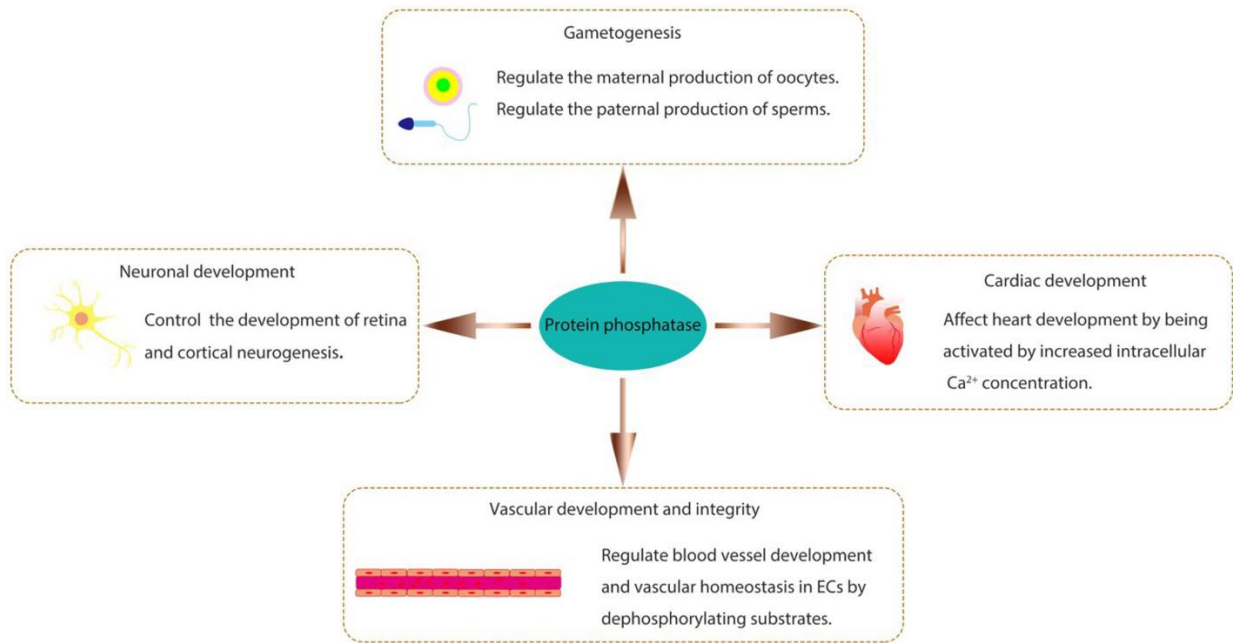 Gametogenesis
Regulate the maternal production of oocytes.
Regulate the paternal production of sperms.
Neuronal development
Control the development of retina
and cortical neurogenesis.
Protein phosphatase
Cardiac development
Affect heart development by being
activated by increased intracellular
Ca²⁺ concentration.
Vascular development and integrity
Regulate blood vessel development
and vascular homeostasis in ECs by
dephosphorylating substrates.